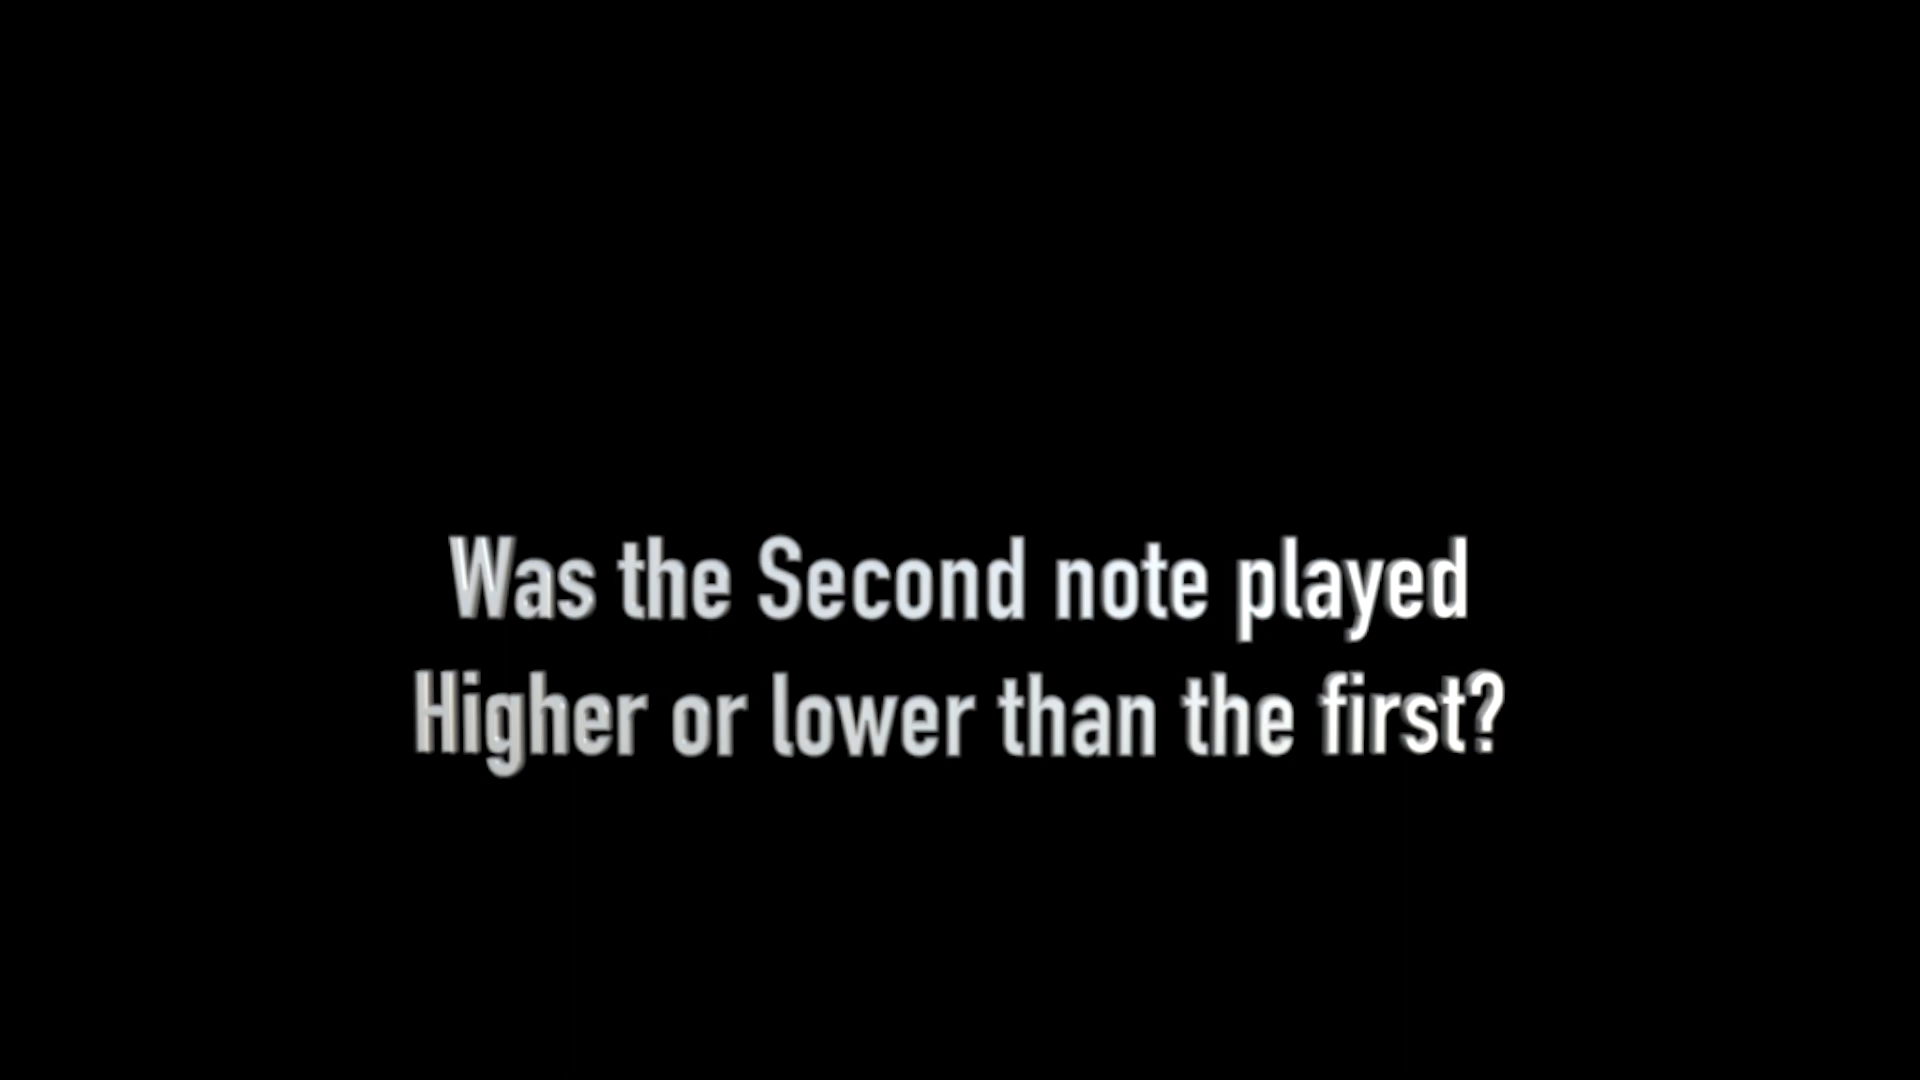 Was the Second note played
Higher or lower than the first?